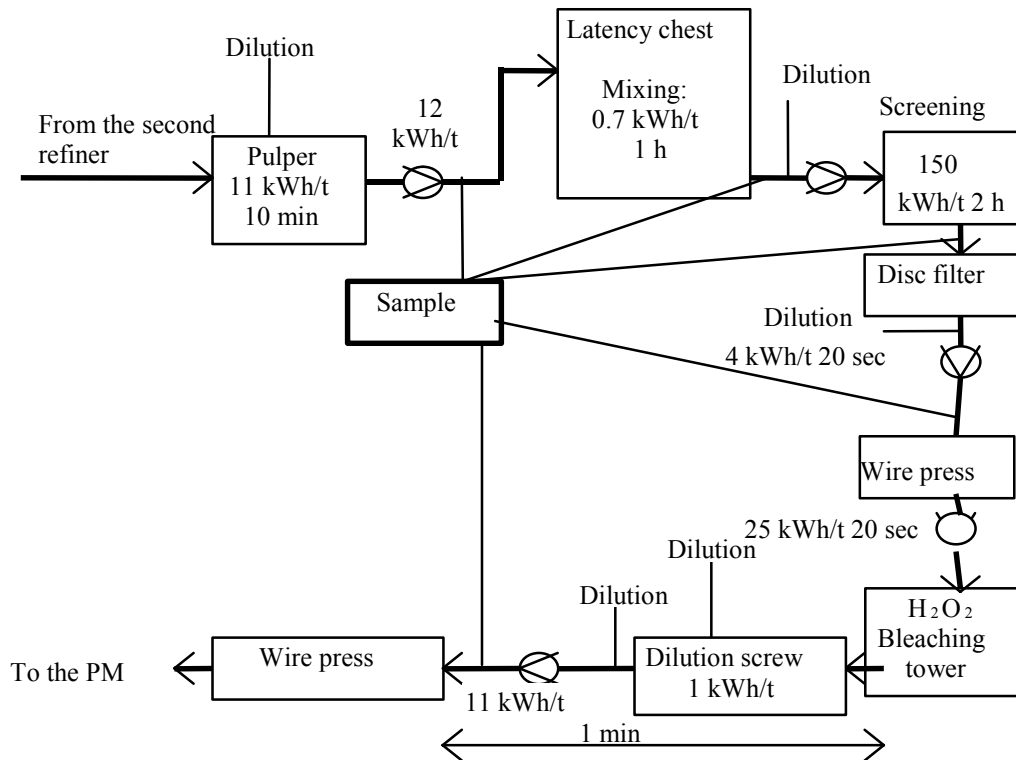 Dilution
From the second
refiner
Pulper
11 kWh/t
10 min
12
kWh/t
Latency chest
Mixing:
0.7 kWh/t
1 h
Dilution
Screening
150
kWh/t 2 h
Sample
Disc filter
Dilution
4 kWh/t 20 sec
Wire press
25 kWh/t 20 sec
H₂O₂
Bleaching
tower
Dilution
Dilution screw
1 kWh/t
Dilution
11 kWh/t
Wire press
To the PM
1 min